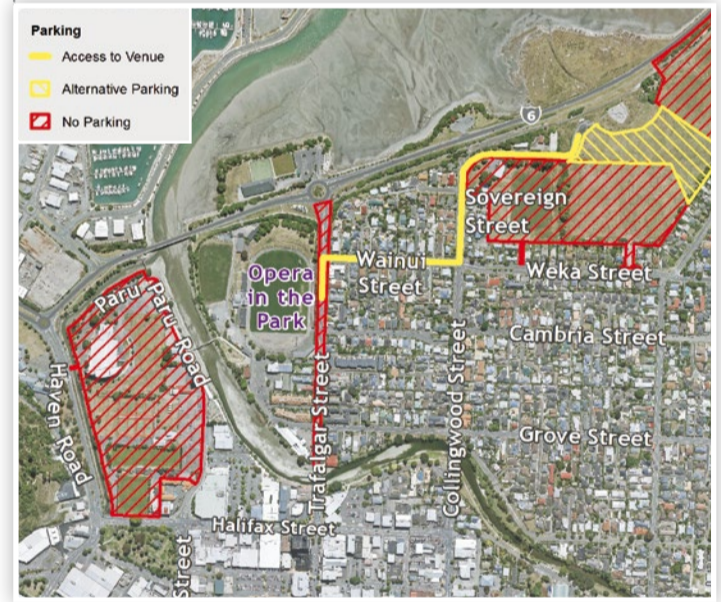 Parking
Access to Venue
Alternative Parking
No Parking
6
Sovereign
Street
Opera
in the
Park
Wainui
Street
Weka Street
Paru Paru Road
Cambria Street
Haven Road
Trafalgar Street
Collingwood Street
Grove Street
Halifax Street
Street